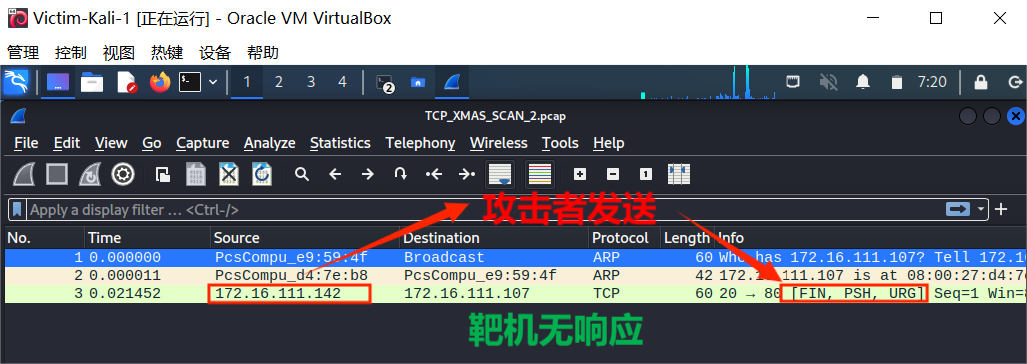 Victim-Kali-1 [正在运行] - Oracle VM VirtualBox
管理 控制 视图 热键 设备 帮助
1 2 3 4 2 7:20
TCP_XMAS_SCAN_2.pcap
File Edit View Go Capture Analyze Statistics Telephony Wireless Tools Help
攻击者发送
Apply a display filter … <Ctrl-/>
No. Time Source Destination Protocol Length Info
1 0.000000 PcsCompu_e9:59:4f Broadcast ARP 60 Who has 172.16.111.107? Tell 172
2 0.000011 PcsCompu_d4:7e:b8 PcsCompu_e9:59:4f ARP 42 172.16.111.107 is at 08:00:27:d4:7
3 0.021452 172.16.111.142 172.16.111.107 TCP 60 20 → 80 [FIN, PSH, URG] Seq=1 Win=8
靶机无响应